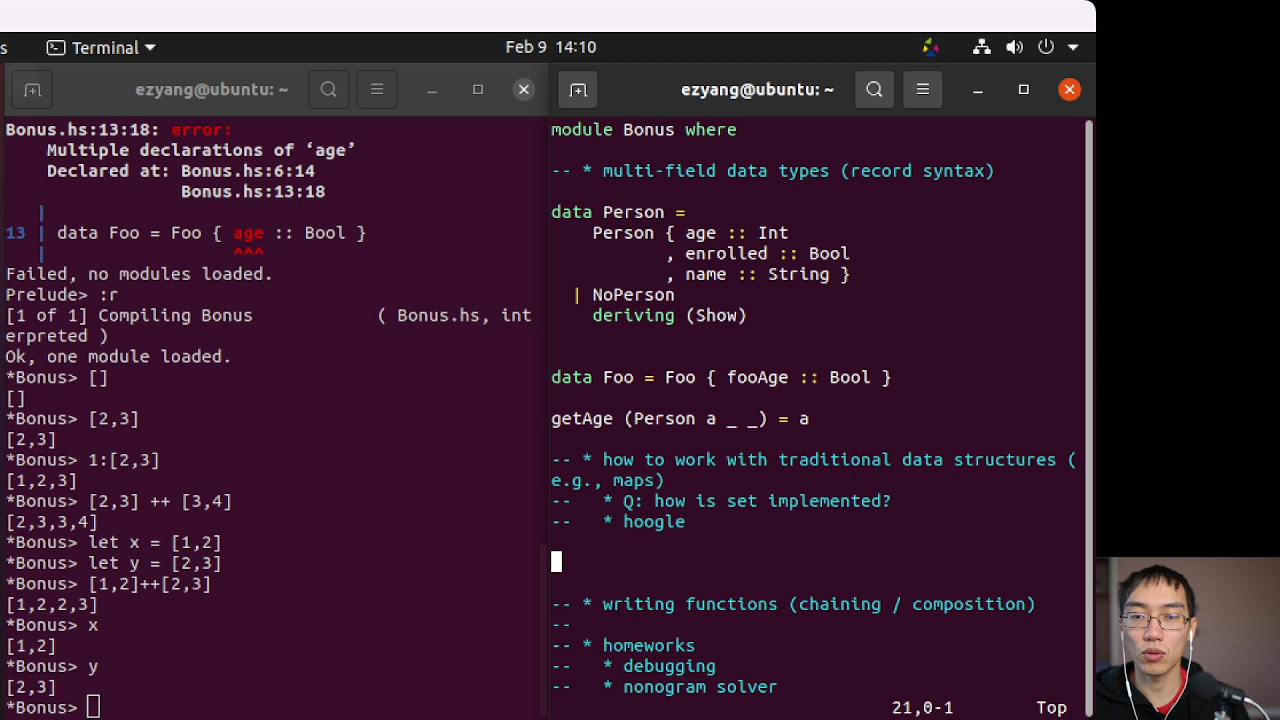 s Terminal Feb 9 14:10
ezyang@ubuntu: ~
Bonus.hs:13:18: error:
    Multiple declarations of ‘age’
    Declared at: Bonus.hs:6:14
                 Bonus.hs:13:18
   |
13 | data Foo = Foo { age :: Bool }
   |                  ^^^
Failed, no modules loaded.
Prelude> :r
[1 of 1] Compiling Bonus            ( Bonus.hs, int
erpreted )
Ok, one module loaded.
*Bonus> []
[]
*Bonus> [2,3]
[2,3]
*Bonus> 1:[2,3]
[1,2,3]
*Bonus> [2,3] ++ [3,4]
[2,3,3,4]
*Bonus> let x = [1,2]
*Bonus> let y = [2,3]
*Bonus> [1,2]++[2,3]
[1,2,2,3]
*Bonus> x
[1,2]
*Bonus> y
[2,3]
*Bonus>
ezyang@ubuntu: ~
module Bonus where
-- * multi-field data types (record syntax)
data Person =
    Person { age :: Int
           , enrolled :: Bool
           , name :: String }
  | NoPerson
    deriving (Show)
data Foo = Foo { fooAge :: Bool }
getAge (Person a _ _) = a
-- * how to work with traditional data structures (
e.g., maps)
--   * Q: how is set implemented?
--   * hoogle
-- * writing functions (chaining / composition)
--
-- * homeworks
--   * debugging
--   * nonogram solver
21,0-1 Top